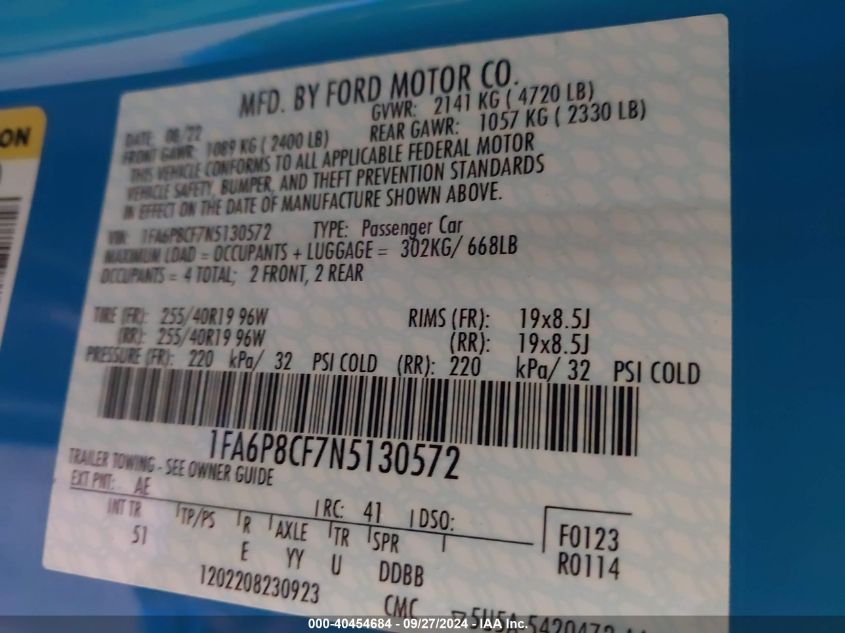 ON
MFD. BY FORD MOTOR CO.
DATE: 08/22 GVWR: 2141 KG ( 4720 LB)
FRONT GAWR: 1089 KG ( 2400 LB) REAR GAWR: 1057 KG ( 2330 LB)
THIS VEHICLE CONFORMS TO ALL APPLICABLE FEDERAL MOTOR
VEHICLE SAFETY, BUMPER, AND THEFT PREVENTION STANDARDS
IN EFFECT ON THE DATE OF MANUFACTURE SHOWN ABOVE.
VIN: 1FA6P8CF7N5130572 TYPE: Passenger Car
MAXIMUM LOAD = OCCUPANTS + LUGGAGE = 302KG/ 668LB
OCCUPANTS = 4 TOTAL; 2 FRONT, 2 REAR
TIRE (FR): 255/40R19 96W RIMS (FR): 19x8.5J
(RR): 255/40R19 96W (RR): 19x8.5J
PRESSURE (FR): 220 kPa/ 32 PSI COLD (RR): 220 kPa/ 32 PSI COLD
1FA6P8CF7N5130572
TRAILER TOWING - SEE OWNER GUIDE
EXT PNT: AE RC: 41 DSO:
INT TR TP/PS R AXLE TR SPR F0123
51 E YY U DDBB R0114
1202208230923 CMC
000-40454684 / 09/27/2024 - IAA Inc.